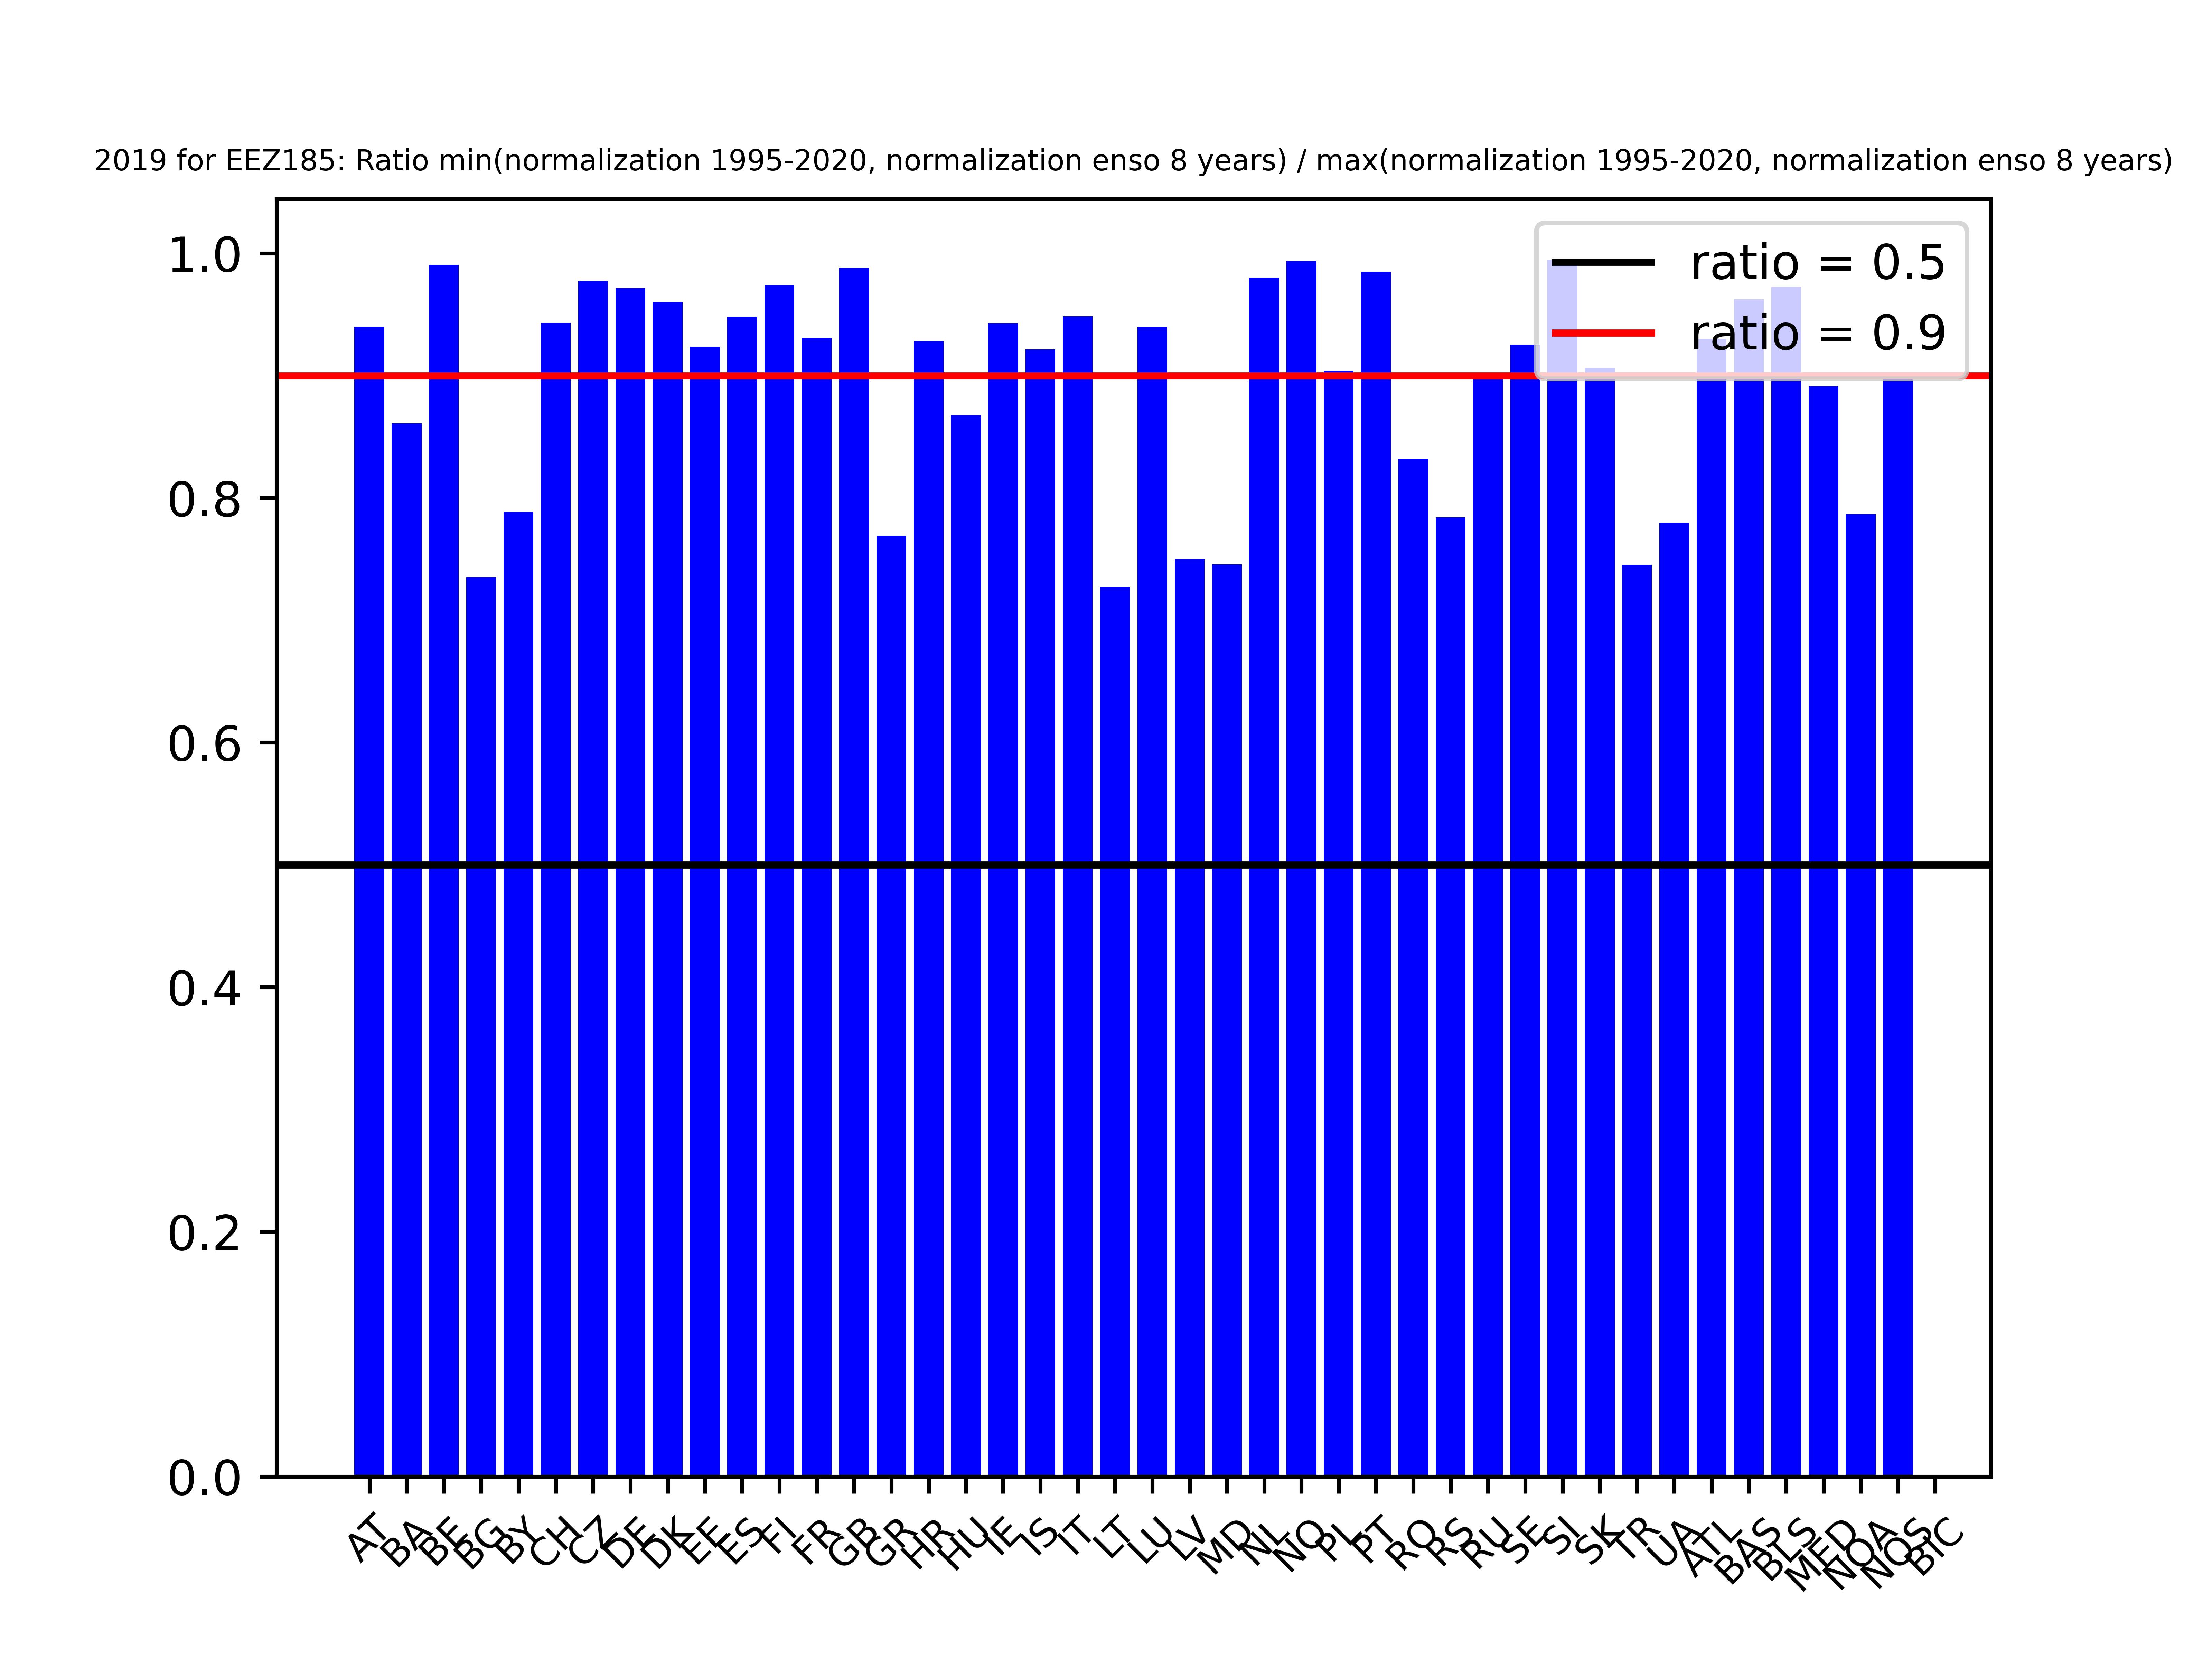 2019 for EEZ185: Ratio min(normalization 1995-2020, normalization enso 8 years) / max(normalization 1995-2020, normalization enso 8 years)
ratio = 0.5
ratio = 0.9
1.0
0.8
0.6
0.4
0.2
0.0
AT BA BE BG BY CH CZ DE DK EE ES FI FR GB GR HR HU IE IS IT LT LU LV MD NL NO PL PT RO RS RU SE SI SK TR UA ATL BAS BLS MED NOA NOS BIC